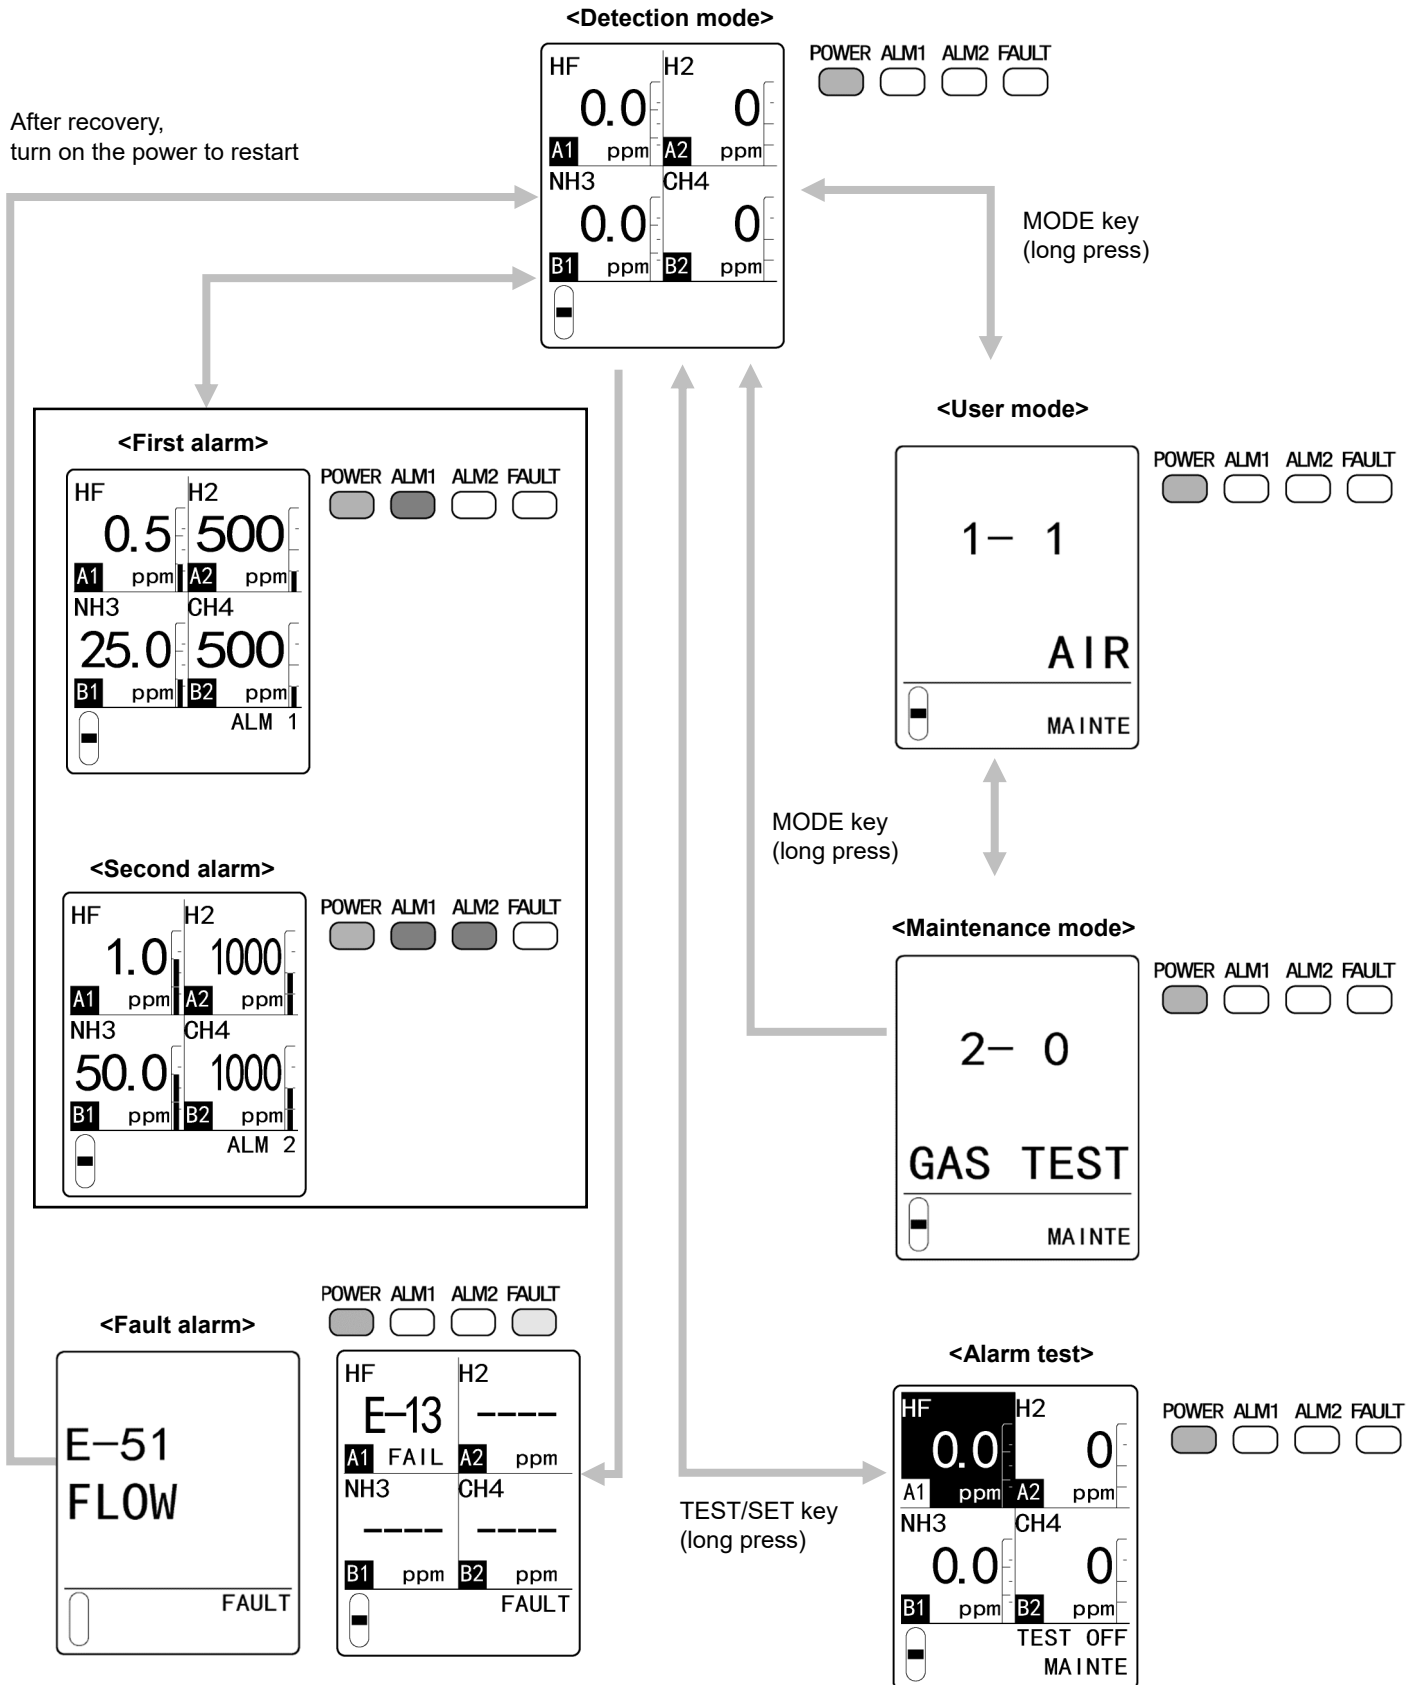 <Detection mode>
POWER ALM1 ALM2 FAULT
HF H2
0.0 0
A1 ppm A2 ppm
NH3 CH4
0.0 0
B1 ppm B2 ppm
After recovery,
turn on the power to restart
MODE key
(long press)
<User mode>
POWER ALM1 ALM2 FAULT
1- 1
AIR
MAINTE
<First alarm>
POWER ALM1 ALM2 FAULT
HF H2
0.5 500
A1 ppm A2 ppm
NH3 CH4
25.0 500
B1 ppm B2 ppm
ALM 1
MODE key
(long press)
<Second alarm>
POWER ALM1 ALM2 FAULT
HF H2
1.0 1000
A1 ppm A2 ppm
NH3 CH4
50.0 1000
B1 ppm B2 ppm
ALM 2
<Maintenance mode>
POWER ALM1 ALM2 FAULT
2- 0
GAS TEST
MAINTE
<Fault alarm>
POWER ALM1 ALM2 FAULT
E-51
FLOW
FAULT
HF H2
E-13 ----
A1 FAIL A2 ppm
NH3 CH4
---- ----
B1 ppm B2 ppm
FAULT
TEST/SET key
(long press)
<Alarm test>
POWER ALM1 ALM2 FAULT
HF H2
0.0 0
A1 ppm A2 ppm
NH3 CH4
0.0 0
B1 ppm B2 ppm
TEST OFF
MAINTE